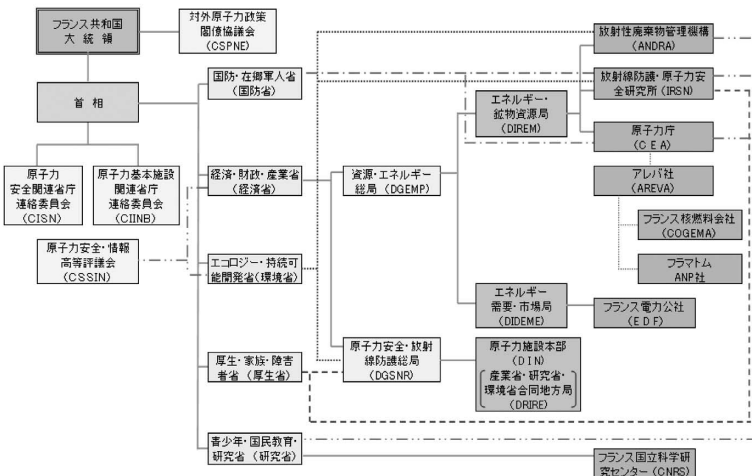 フランス共和国
大統領
対外原子力政策
閣僚協議会
(CSPNE)
首相
原子力
安全関連省庁
連絡委員会
(CISN)
原子力基本施設
関連省庁
連絡委員会
(CIINB)
原子力安全・情報
高等評議会
(CSSIN)
国防・在郷軍人省
(国防省)
経済・財政・産業省
(経済省)
エコロジー・持続可
能開発省(環境省)
厚生・家族・障害
者省 (厚生省)
青少年・国民教育・
研究省 (研究省)
資源・エネルギー
総局 (DGEMP)
原子力安全・放射
線防護総局
(DGSNR)
エネルギー・
鉱物資源局
(DIREM)
エネルギー
需要・市場局
(DIDEME)
原子力施設本部
(DIN)
産業省・研究省・
環境省合同地方局
(DRIRE)
放射性廃棄物管理機構
(ANDRA)
放射線防護・原子力安
全研究所 (IRSN)
原子力庁
(CEA)
アレバ社
(AREVA)
フランス核燃料会社
(COGEMA)
フラマトム
ANP社
フランス電力公社
(EDF)
フランス国立科学研
究センター (CNRS)